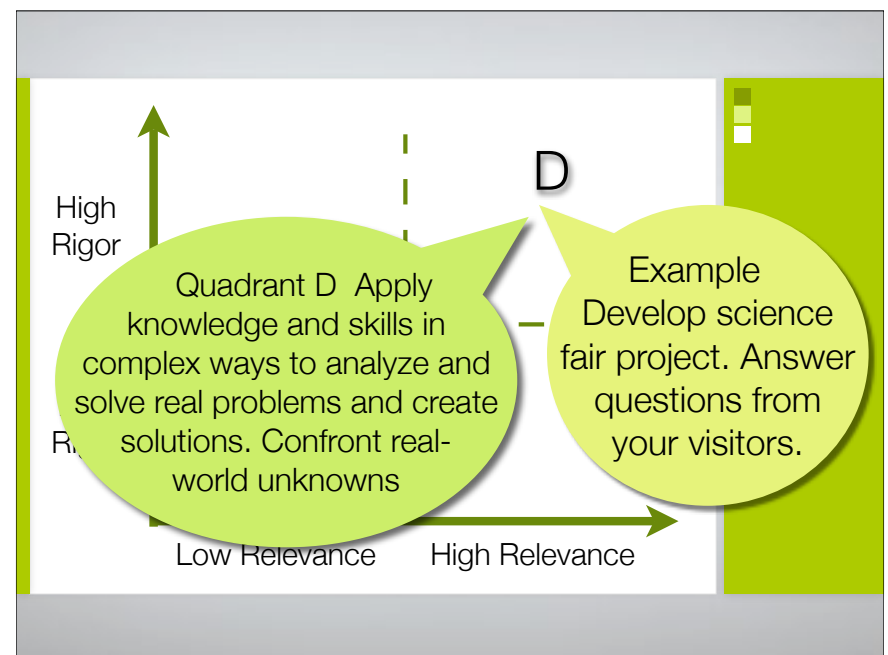 D
High
Rigor
Quadrant D  Apply
knowledge and skills in
complex ways to analyze and
solve real problems and create
solutions. Confront real-
world unknowns
Example
Develop science
fair project. Answer
questions from
your visitors.
Low Relevance
High Relevance